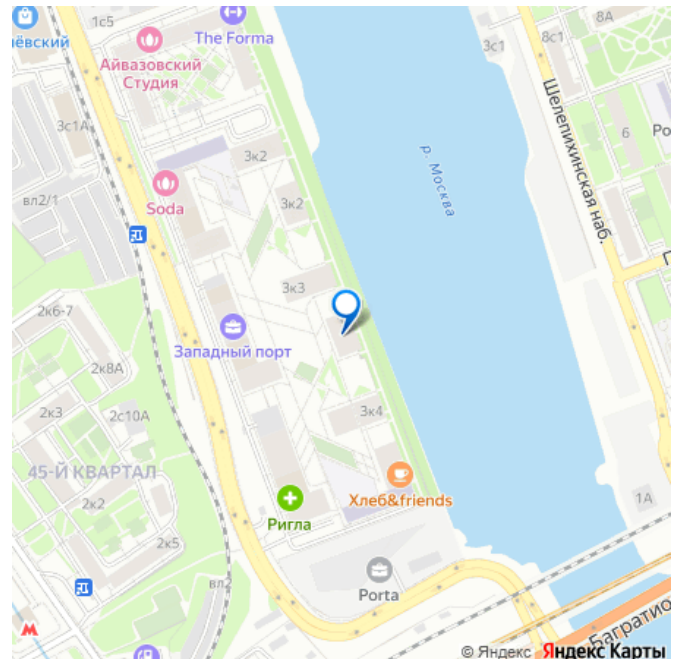 1с5
The Forma
невский
Айвазовский
Студия
3с1
8с1
8А
3с1А
3к2
Шелепихинская наб.
6
Ро
вл2/1
Soda
3к2
р. Москва
3к3
2к6-7
Западный порт
2к8А
2к3
2с10А
3к4
45-Й КВАРТАЛ
2к2
Хлеб&friends
Ригла
1А
2к5
Porta
вл2
Багратио
© Яндекс Яндекс Карты